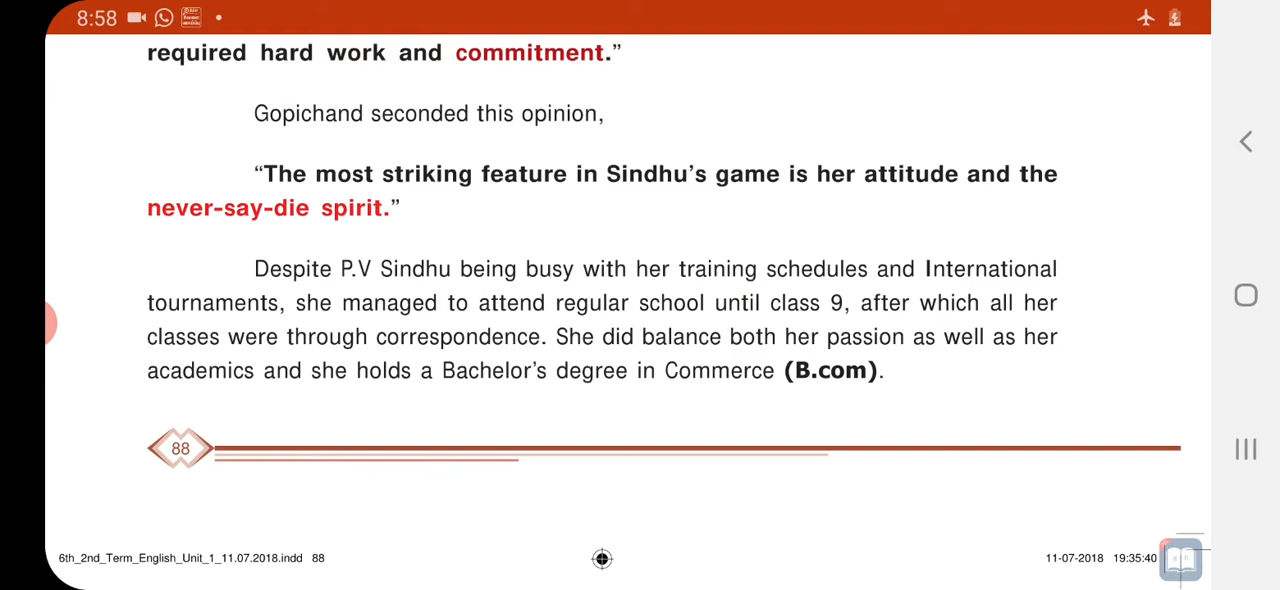 8:58
required hard work and commitment.”
Gopichand seconded this opinion,
“The most striking feature in Sindhu’s game is her attitude and the
never-say-die spirit.”
Despite P.V Sindhu being busy with her training schedules and International
tournaments, she managed to attend regular school until class 9, after which all her
classes were through correspondence. She did balance both her passion as well as her
academics and she holds a Bachelor’s degree in Commerce (B.com).
88
6th_2nd_Term_English_Unit_1_11.07.2018.indd 88
11-07-2018 19:35:40